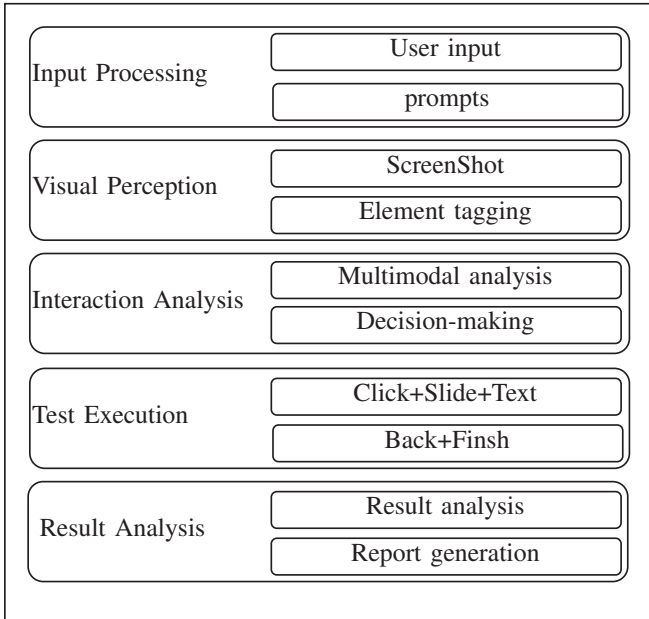 Input Processing
User input
prompts
Visual Perception
ScreenShot
Element tagging
Interaction Analysis
Multimodal analysis
Decision-making
Test Execution
Click+Slide+Text
Back+Finsh
Result Analysis
Result analysis
Report generation